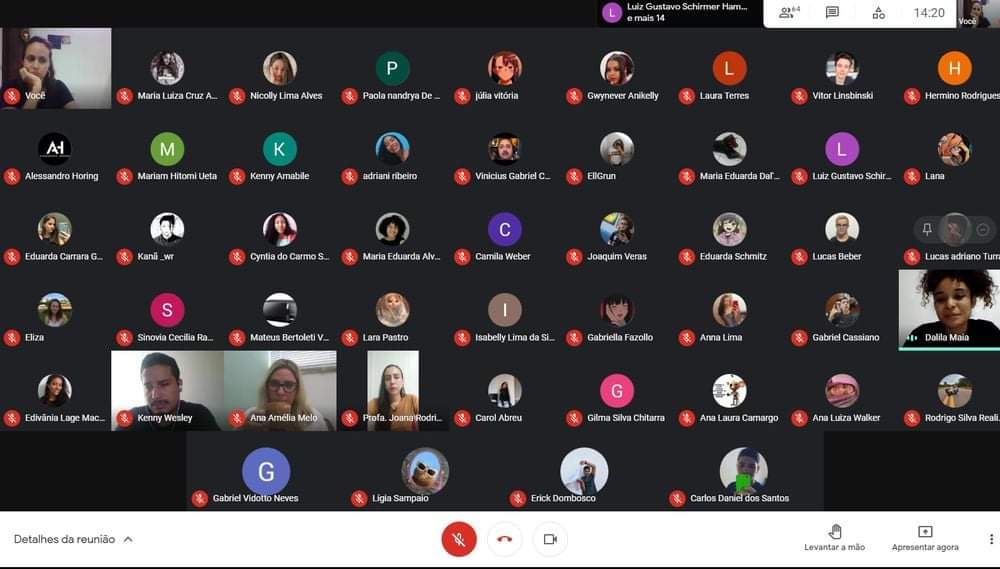 L Luiz Gustavo Schirmer Ham...
e mais 14
64
14:20
Você
Você
Maria Luiza Cruz A...
Nicolly Lima Alves
P
Paola nandrya De ...
júlia vitória
Gwynever Anikelly
L
Laura Terres
Vitor Linsbinski
H
Hermino Rodrigues
AH
Alessandro Horing
M
Mariam Hitomi Ueta
K
Kenny Amabile
adriani ribeiro
Vinicius Gabriel C...
EllGrun
Maria Eduarda Dal'...
L
Luiz Gustavo Schir...
Lana
Eduarda Carrara G...
Kanã _wr
Cyntia do Carmo S...
Maria Eduarda Alv...
C
Camila Weber
Joaquim Veras
Eduarda Schmitz
Lucas Beber
Lucas adriano Turra
Eliza
S
Sinovia Cecilia Ra...
Mateus Bertoleti V...
Lara Pastro
I
Isabelly Lima da Si...
Gabriella Fazollo
Anna Lima
Gabriel Cassiano
Dalila Maia
Edivânia Lage Mac...
Kenny Wesley
Ana Amélia Melo
Profa. Joana Rodri...
Carol Abreu
G
Gilma Silva Chitarra
Ana Laura Camargo
Ana Luiza Walker
Rodrigo Silva Reali...
G
Gabriel Vidotto Neves
Lígia Sampaio
Erick Dombosco
Carlos Daniel dos Santos
Detalhes da reunião
Levantar a mão
Apresentar agora